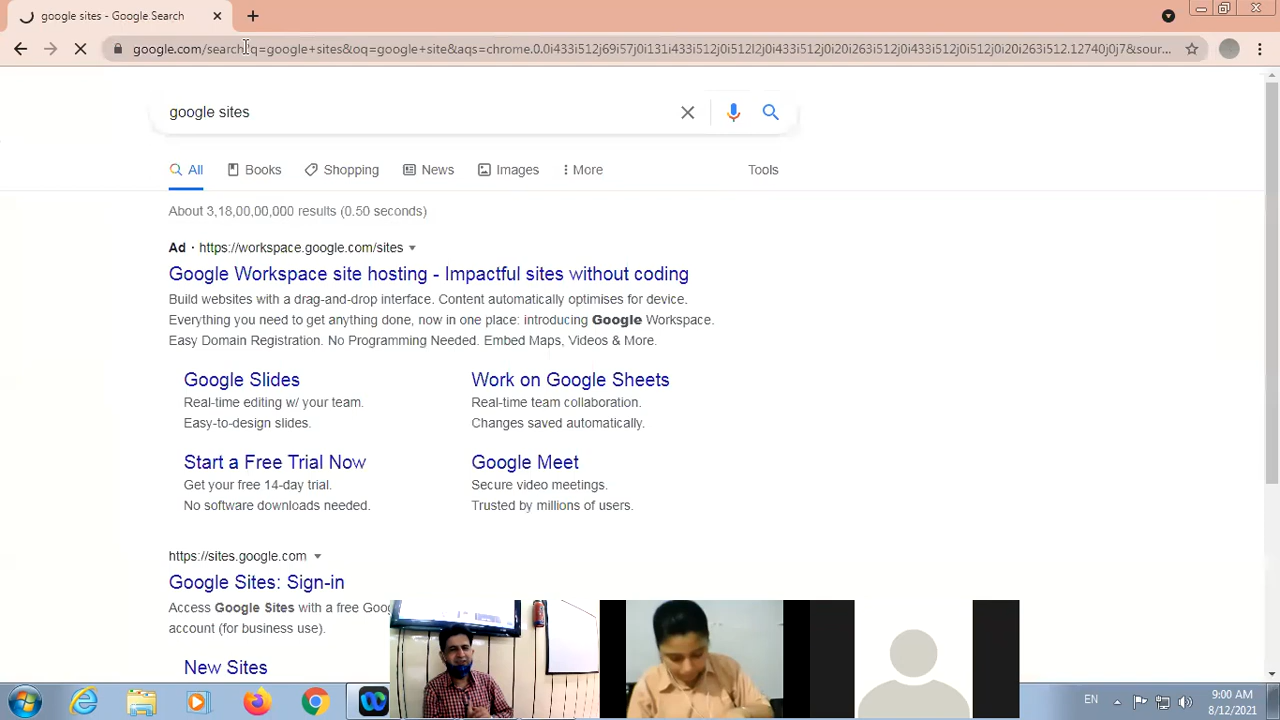 google sites - Google Search
google.com/search?q=google+sites&oq=google+site&aqs=chrome.0.0i433i512j69i57j0i131i433i512j0i512l2j0i433i512j0i20i263i512j0i512j0i20i263i512.12740j0j7&sour...
google sites
All Books Shopping News Images More Tools
About 3,18,00,00,000 results (0.50 seconds)
Ad · https://workspace.google.com/sites
Google Workspace site hosting - Impactful sites without coding
Build websites with a drag-and-drop interface. Content automatically optimises for device.
Everything you need to get anything done, now in one place: introducing Google Workspace.
Easy Domain Registration. No Programming Needed. Embed Maps, Videos & More.
Google Slides
Real-time editing w/ your team.
Easy-to-design slides.
Work on Google Sheets
Real-time team collaboration.
Changes saved automatically.
Start a Free Trial Now
Get your free 14-day trial.
No software downloads needed.
Google Meet
Secure video meetings.
Trusted by millions of users.
https://sites.google.com
Google Sites: Sign-in
Access Google Sites with a free Goo
account (for business use).
New Sites
EN
9:00 AM
8/12/2021